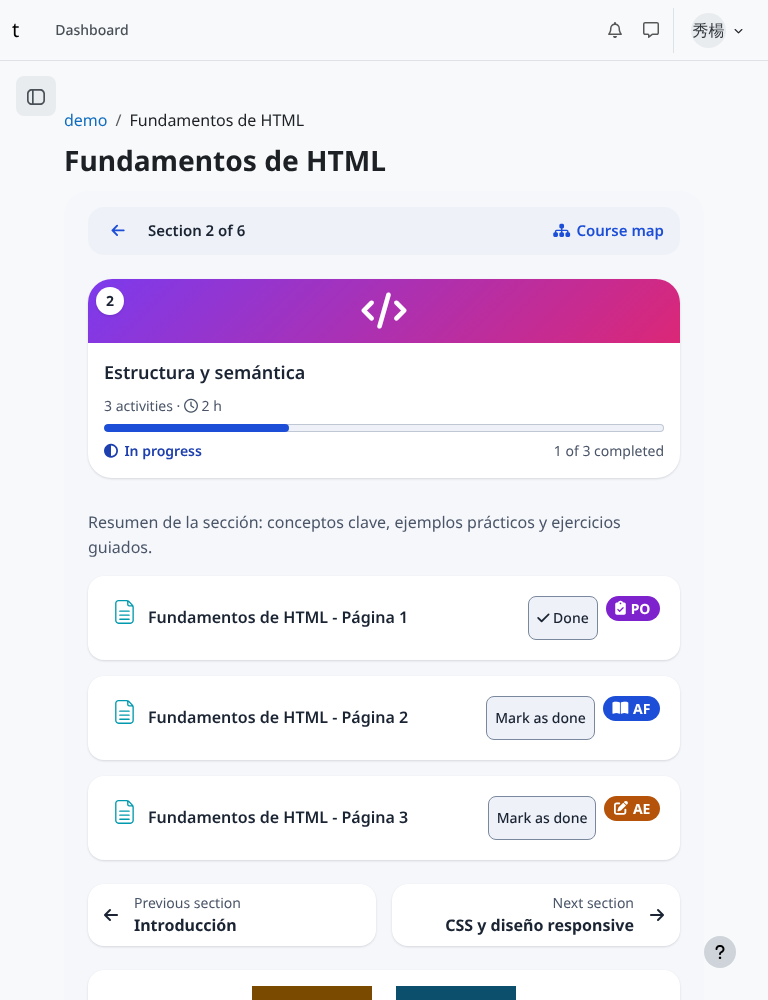 t Dashboard 秀楊
demo / Fundamentos de HTML
Fundamentos de HTML
Section 2 of 6 Course map
2
Estructura y semántica
3 activities · 2 h
In progress 1 of 3 completed
Resumen de la sección: conceptos clave, ejemplos prácticos y ejercicios
guiados.
Fundamentos de HTML - Página 1 Done PO
Fundamentos de HTML - Página 2 Mark as done AF
Fundamentos de HTML - Página 3 Mark as done AE
Previous section
Introducción
Next section
CSS y diseño responsive
?